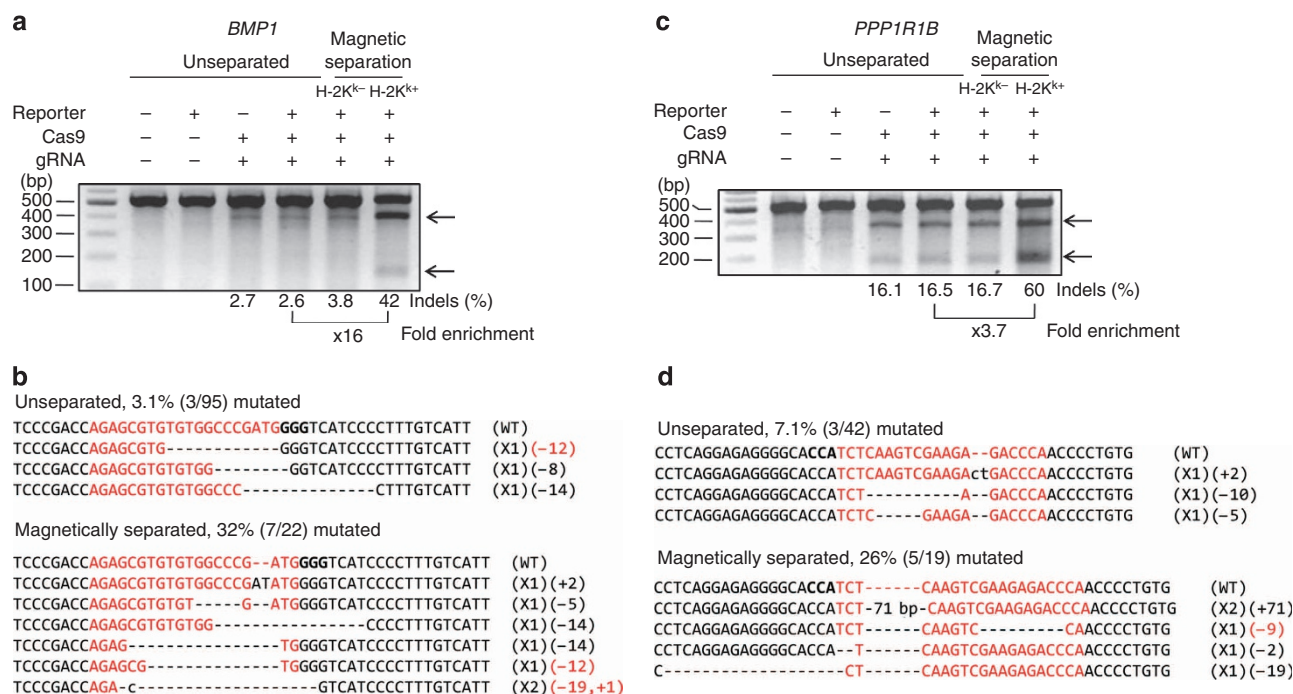 a
BMP1
Unseparated
Magnetic separation
H-2Kᵏ⁻ H-2Kᵏ⁺
Reporter – + – + + +
Cas9 – – + + + +
gRNA – – + + + +
(bp)
500
400
300
200
100
2.7 2.6 3.8 42 Indels (%)
x16 Fold enrichment
b
Unseparated, 3.1% (3/95) mutated
TCCCGACCAGAGCGTGTGTGGCCCGATGGGGTCATCCCCTTTGTCATT (WT)
TCCCGACCAGAGCGTG------------GGGTCATCCCCTTTGTCATT (X1)(−12)
TCCCGACCAGAGCGTGTGTGG--------GGTCATCCCCTTTGTCATT (X1)(−8)
TCCCGACCAGAGCGTGTGTGGCCC--------------CTTTGTCATT (X1)(−14)
Magnetically separated, 32% (7/22) mutated
TCCCGACCAGAGCGTGTGTGGCCCG--ATGGGGTCATCCCCTTTGTCATT (WT)
TCCCGACCAGAGCGTGTGTGGCCCGATATGGGGTCATCCCCTTTGTCATT (X1)(+2)
TCCCGACCAGAGCGTGTGT-----G--ATGGGGTCATCCCCTTTGTCATT (X1)(−5)
TCCCGACCAGAGCGTGTGTGG----------------CCCCTTTGTCATT (X1)(−14)
TCCCGACCAGAG----------------TGGGGTCATCCCCTTTGTCATT (X1)(−14)
TCCCGACCAGAGCG--------------TGGGGTCATCCCCTTTGTCATT (X1)(−12)
TCCCGACCAGA-c-------------------GTCATCCCCTTTGTCATT (X2)(−19,+1)
c
PPP1R1B
Unseparated
Magnetic separation
H-2Kᵏ⁻ H-2Kᵏ⁺
Reporter – + – + + +
Cas9 – – + + + +
gRNA – – + + + +
(bp)
500
400
300
200
16.1 16.5 16.7 60 Indels (%)
x3.7 Fold enrichment
d
Unseparated, 7.1% (3/42) mutated
CCTCAGGAGAGGGGCACCATCTCAAGTCGAAGA--GACCCAACCCCTGTG (WT)
CCTCAGGAGAGGGGCACCATCTCAAGTCGAAGActGACCCAACCCCTGTG (X1)(+2)
CCTCAGGAGAGGGGCACCATCT----------A--GACCCAACCCCTGTG (X1)(−10)
CCTCAGGAGAGGGGCACCATCTC-----GAAGA--GACCCAACCCCTGTG (X1)(−5)
Magnetically separated, 26% (5/19) mutated
CCTCAGGAGAGGGGCACCATCT------CAAGTCGAAGAGACCCAACCCCTGTG (WT)
CCTCAGGAGAGGGGCACCATCT-71 bp-CAAGTCGAAGAGACCCAACCCCTGTG (X2)(+71)
CCTCAGGAGAGGGGCACCATCT------CAAGTC---------CAACCCCTGTG (X1)(−9)
CCTCAGGAGAGGGGCACCA--T------CAAGTCGAAGAGACCCAACCCCTGTG (X1)(−2)
C-------------------CT------CAAGTCGAAGAGACCCAACCCCTGTG (X1)(−19)